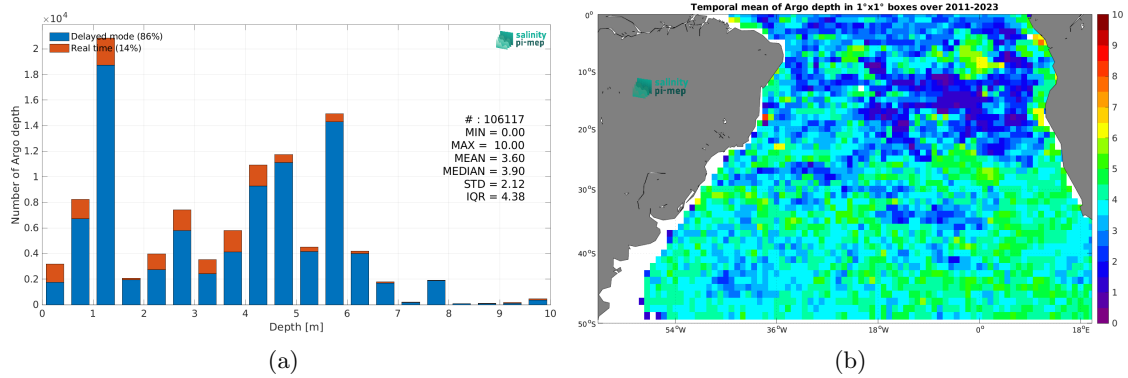 ×10⁴
Delayed mode (86%)
Real time (14%)
salinity
pi-mep
Number of Argo depth
2
1.8
1.6
1.4
1.2
1
0.8
0.6
0.4
0.2
0
# : 106117
MIN = 0.00
MAX = 10.00
MEAN = 3.60
MEDIAN = 3.90
STD = 2.12
IQR = 4.38
0 1 2 3 4 5 6 7 8 9 10
Depth [m]
(a)
Temporal mean of Argo depth in 1°x1° boxes over 2011-2023
salinity
pi-mep
0°
10°S
20°S
30°S
40°S
50°S
54°W 36°W 18°W 0° 18°E
10
9
8
7
6
5
4
3
2
1
0
(b)